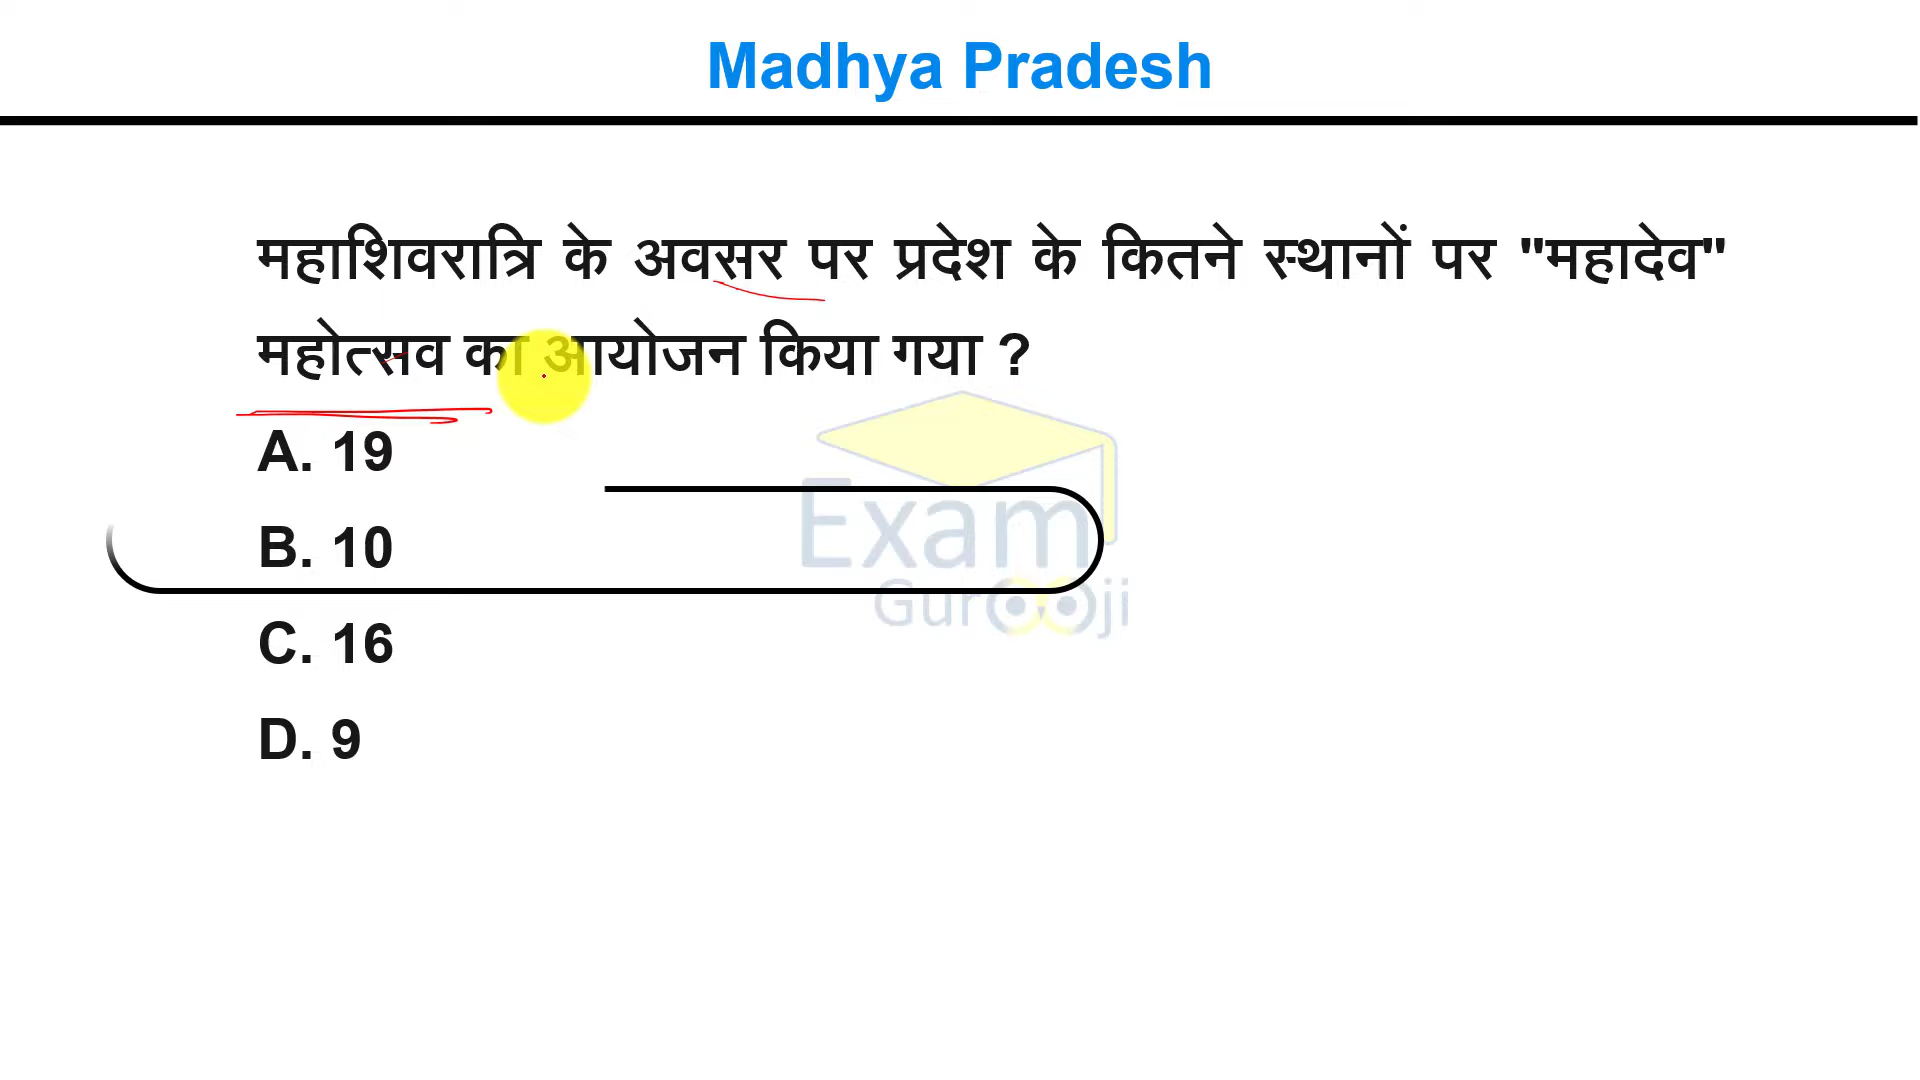 Madhya Pradesh
महाशिवरात्रि के अवसर पर प्रदेश के कितने स्थानों पर "महादेव"
महोत्सव का आयोजन किया गया ?
A. 19
B. 10
C. 16
D. 9
Exam
Gurooji